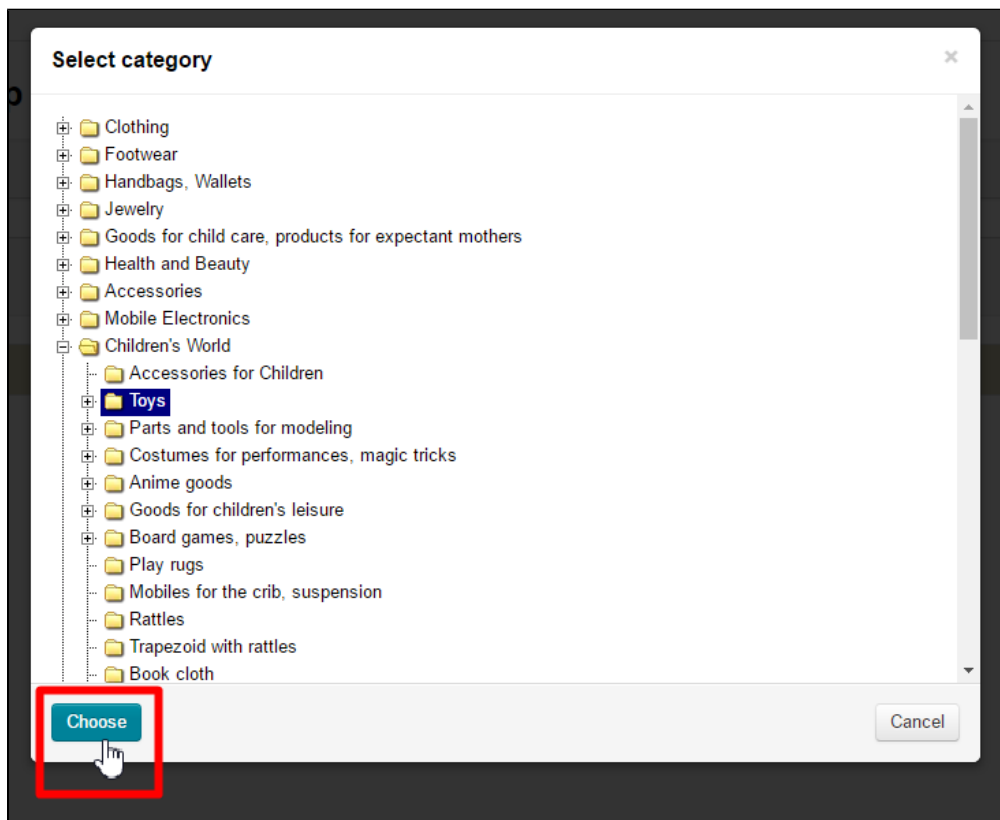 Select category
Clothing
Footwear
Handbags, Wallets
Jewelry
Goods for child care, products for expectant mothers
Health and Beauty
Accessories
Mobile Electronics
Children's World
Accessories for Children
Toys
Parts and tools for modeling
Costumes for performances, magic tricks
Anime goods
Goods for children's leisure
Board games, puzzles
Play rugs
Mobiles for the crib, suspension
Rattles
Trapezoid with rattles
Book cloth
Choose
Cancel